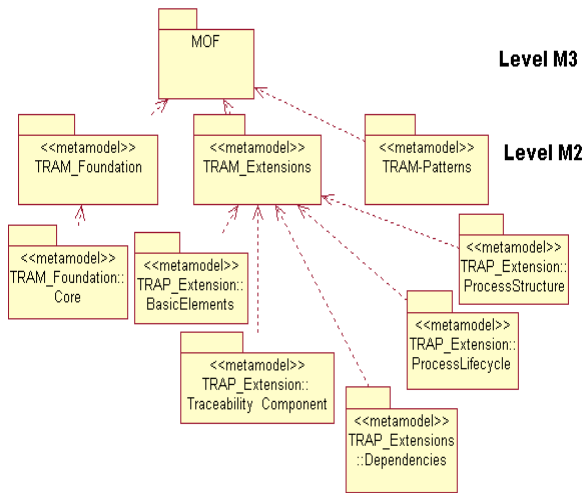 MOF
Level M3
<<metamodel>>
TRAM_Foundation
<<metamodel>>
TRAM_Extensions
<<metamodel>>
TRAM-Patterns
Level M2
<<metamodel>>
TRAM_Foundation::
Core
<<metamodel>>
TRAP_Extension::
BasicElements
<<metamodel>>
TRAP_Extension::
ProcessStructure
<<metamodel>>
TRAP_Extension::
ProcessLifecycle
<<metamodel>>
TRAP_Extension::
Traceability Component
<<metamodel>>
TRAP_Extensions
::Dependencies